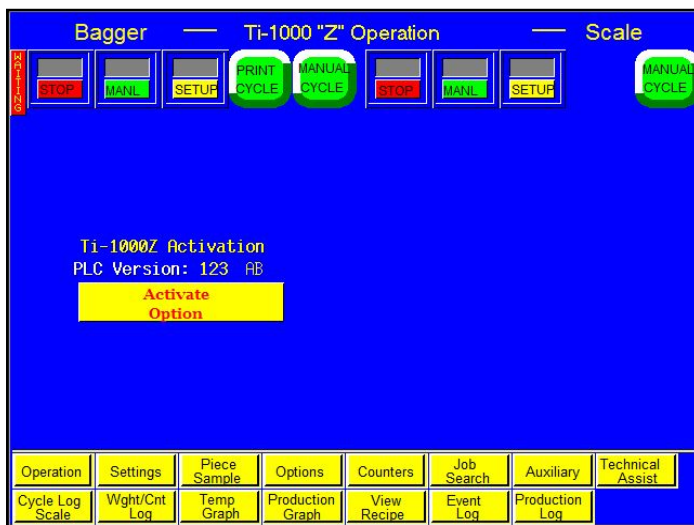 Bagger — Ti-1000 "Z" Operation — Scale
WAITING
STOP MANL SETUP PRINT CYCLE MANUAL CYCLE STOP MANL SETUP MANUAL CYCLE
Ti-1000Z Activation
PLC Version: 123 AB
Activate
Option
Operation Settings Piece Sample Options Counters Job Search Auxiliary Technical Assist
Cycle Log Scale Wght/Cnt Log Temp Graph Production Graph View Recipe Event Log Production Log